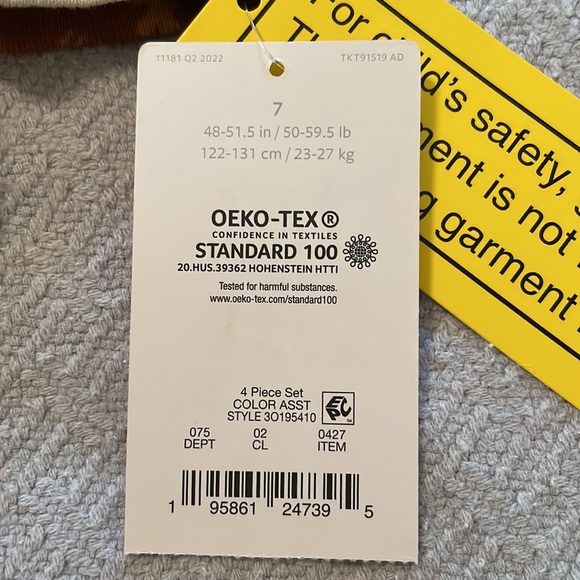 11181 Q2 2022
TKT91519 AD
7
48-51.5 in / 50-59.5 lb
122-131 cm / 23-27 kg
OEKO-TEX®
CONFIDENCE IN TEXTILES
STANDARD 100
20.HUS.39362 HOHENSTEIN HTTI
Tested for harmful substances.
www.oeko-tex.com/standard100
4 Piece Set
COLOR ASST
STYLE 3O195410
EPC
075 02 0427
DEPT CL ITEM
1 95861 24739 5
For child's safety,
ment is not
garment